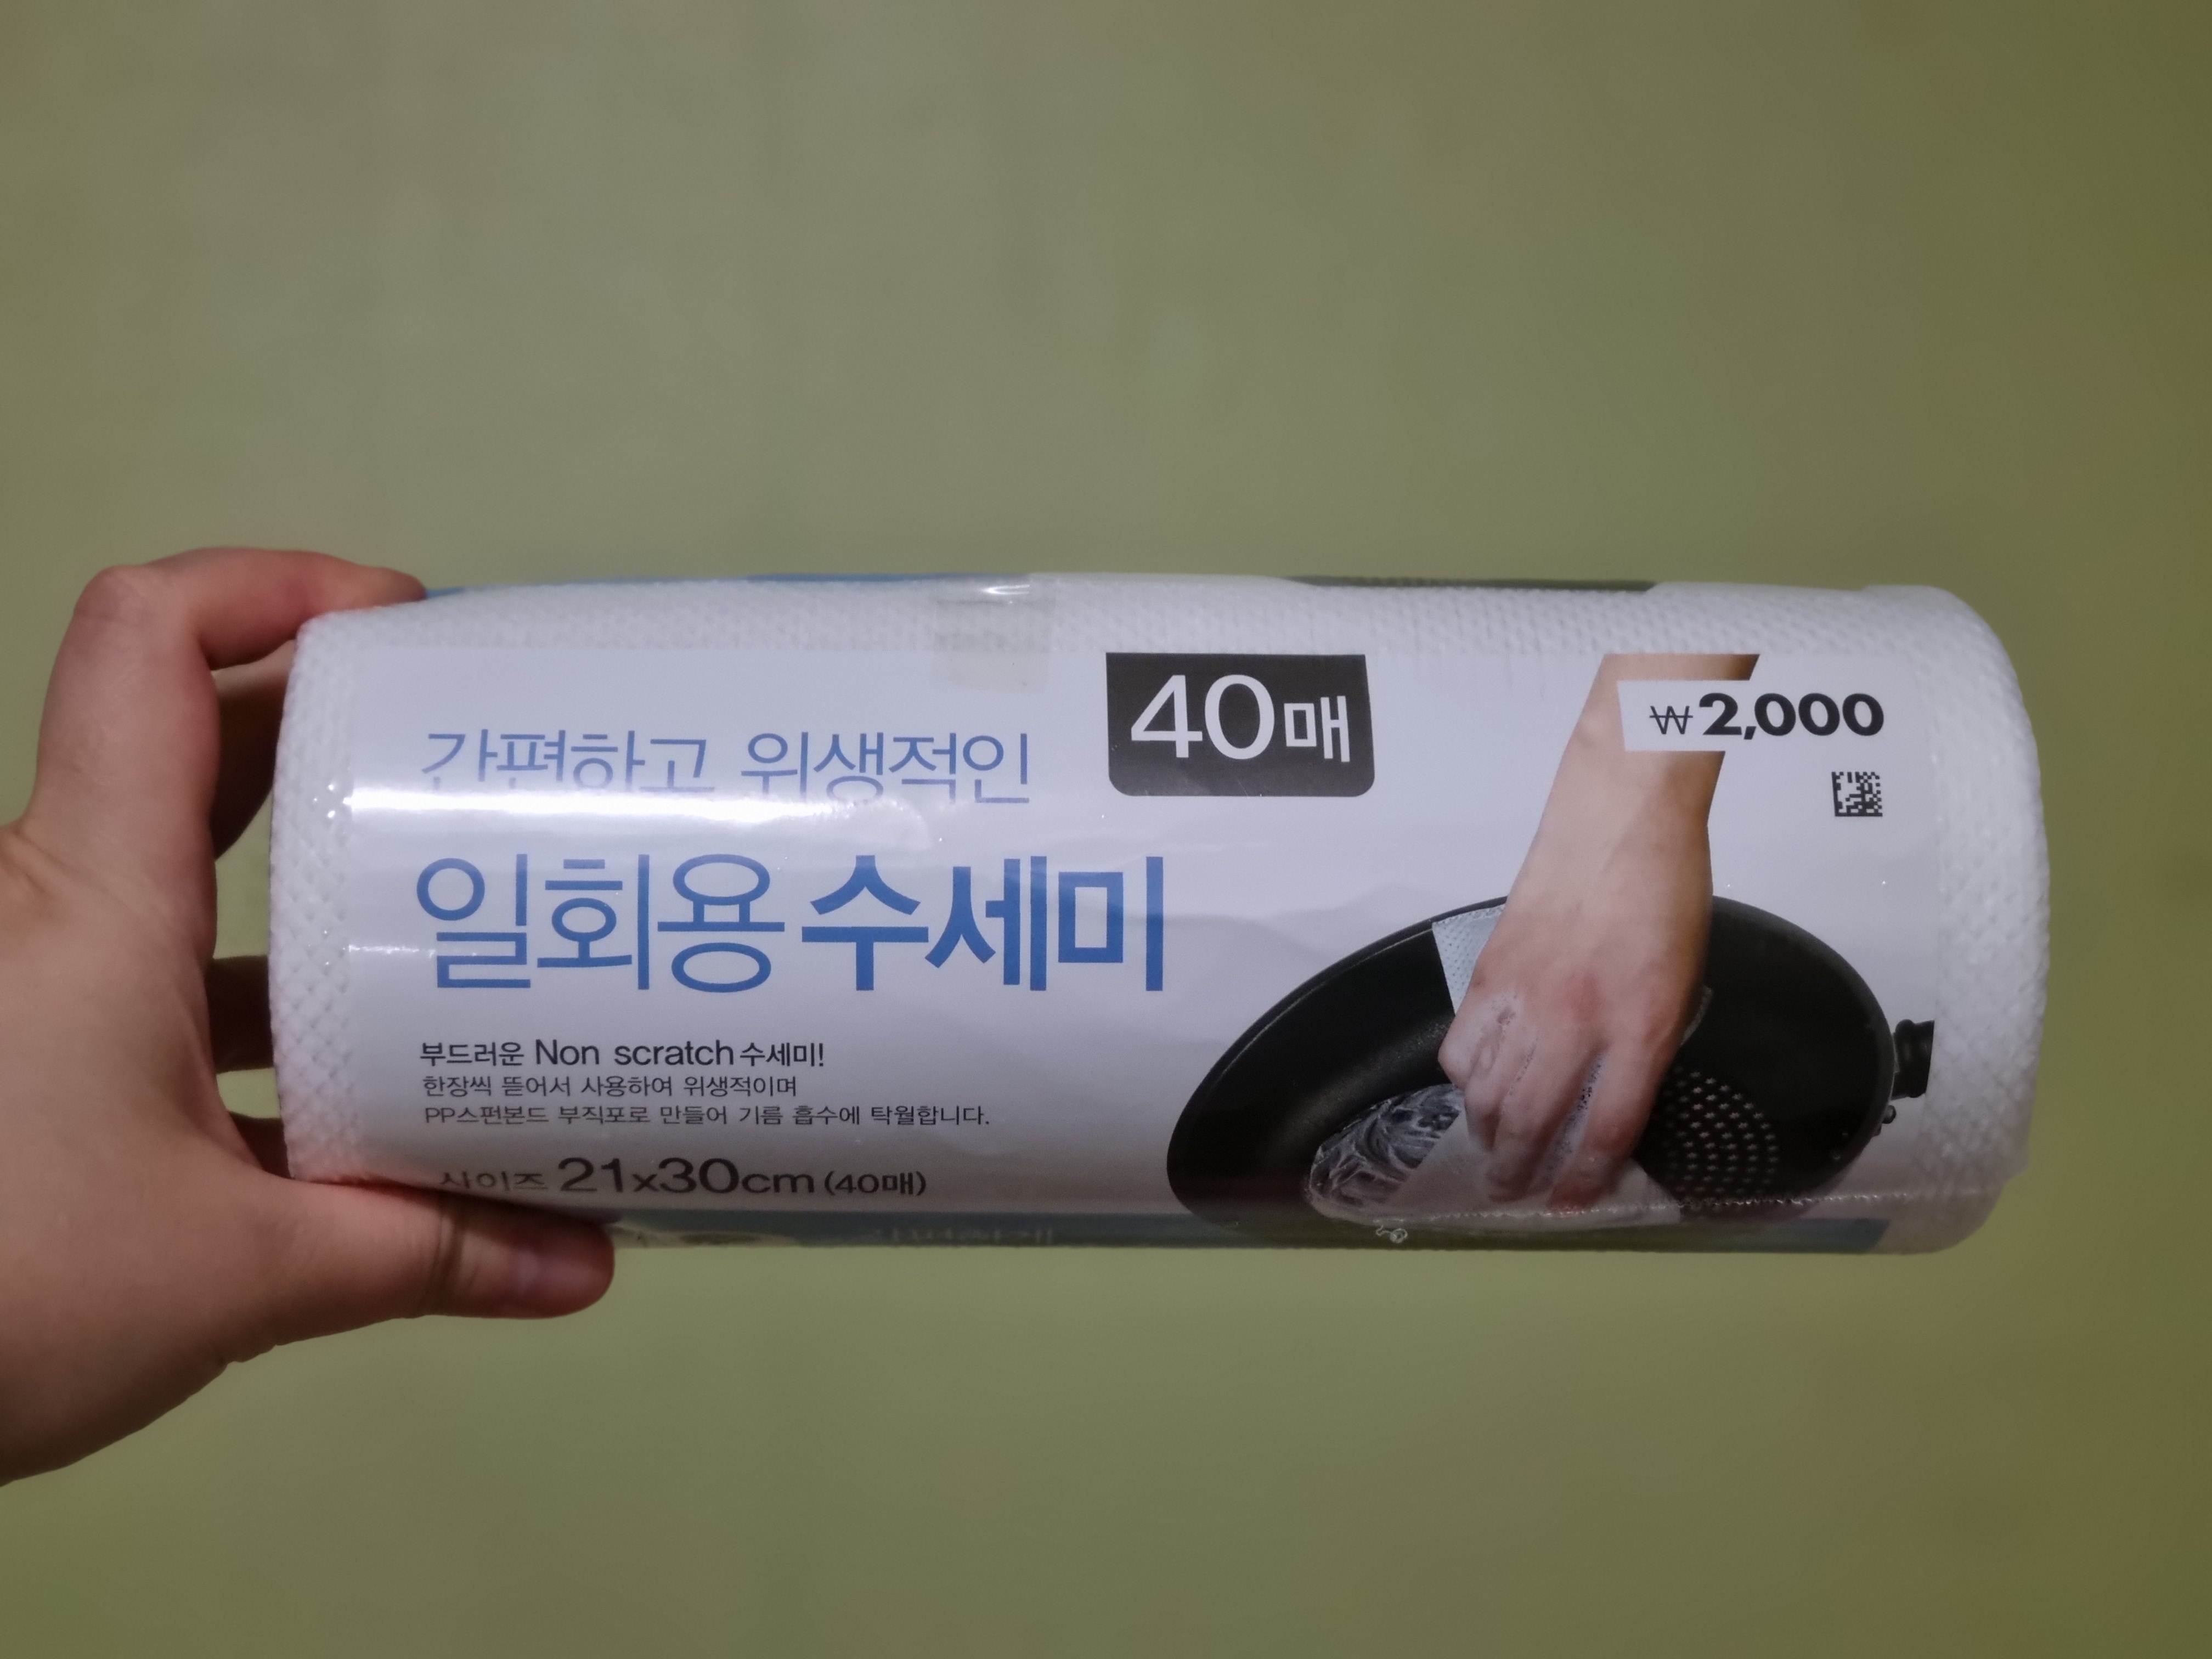 간편하고 위생적인
일회용 수세미
40매
₩2,000
부드러운 Non scratch 수세미!
한장씩 뜯어서 사용하여 위생적이며
PP스펀본드 부직포로 만들어 기름 흡수에 탁월합니다.
사이즈 21x30cm (40매)